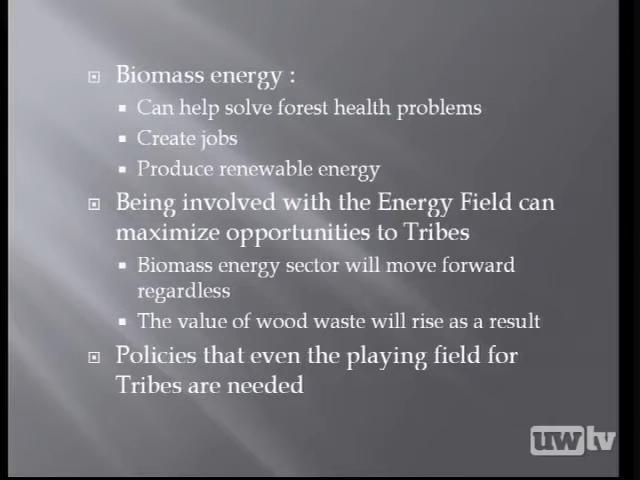 Biomass energy :
Can help solve forest health problems
Create jobs
Produce renewable energy
Being involved with the Energy Field can
maximize opportunities to Tribes
Biomass energy sector will move forward
regardless
The value of wood waste will rise as a result
Policies that even the playing field for
Tribes are needed
uwtv